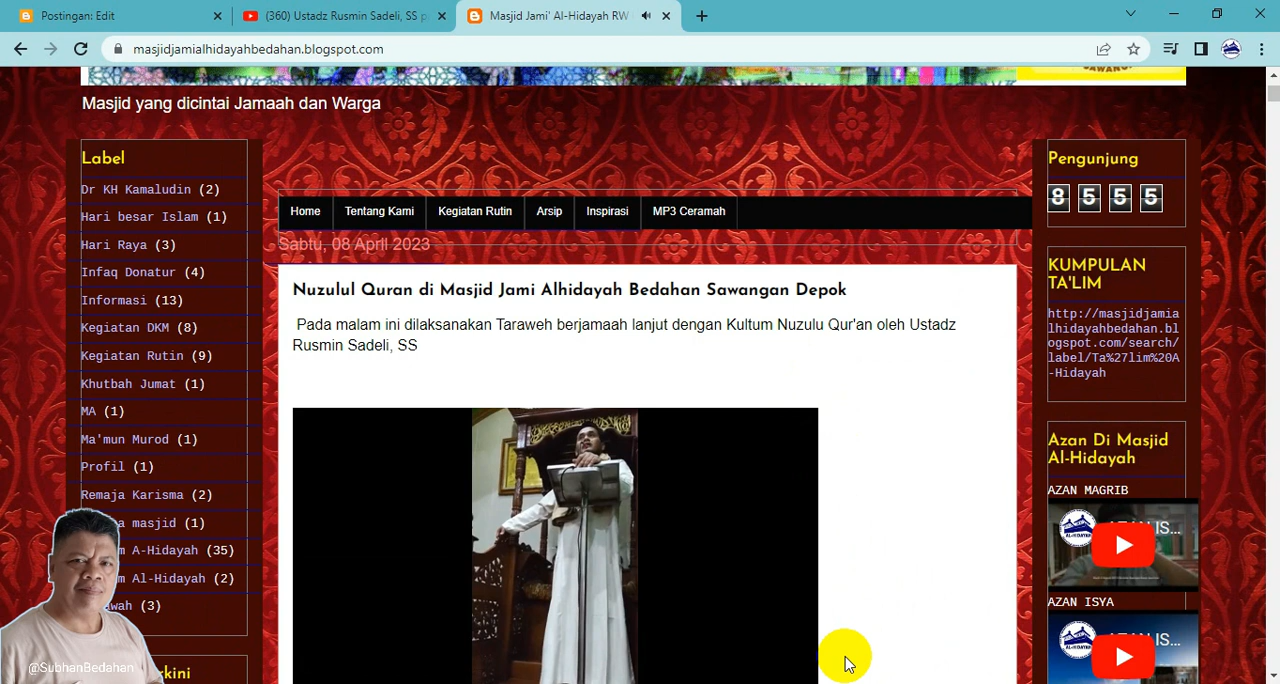 Postingan: Edit
(360) Ustadz Rusmin Sadeli, SS p
Masjid Jami' Al-Hidayah RW
masjidjamialhidayahbedahan.blogspot.com
Masjid yang dicintai Jamaah dan Warga
Label
Dr KH Kamaludin (2)
Hari besar Islam (1)
Hari Raya (3)
Infaq Donatur (4)
Informasi (13)
Kegiatan DKM (8)
Kegiatan Rutin (9)
Khutbah Jumat (1)
MA (1)
Ma'mun Murod (1)
Profil (1)
Remaja Karisma (2)
masjid (1)
A-Hidayah (35)
Al-Hidayah (2)
(3)
@SubhanBedahan
Home
Tentang Kami
Kegiatan Rutin
Arsip
Inspirasi
MP3 Ceramah
Sabtu, 08 April 2023
Nuzulul Quran di Masjid Jami Alhidayah Bedahan Sawangan Depok
Pada malam ini dilaksanakan Taraweh berjamaah lanjut dengan Kultum Nuzulu Qur'an oleh Ustadz
Rusmin Sadeli, SS
Pengunjung
8555
KUMPULAN
TA'LIM
http://masjidjamia
lhidayahbedahan.bl
ogspot.com/search/
label/Ta%27lim%20A
-Hidayah
Azan Di Masjid
Al-Hidayah
AZAN MAGRIB
AZAN ISYA